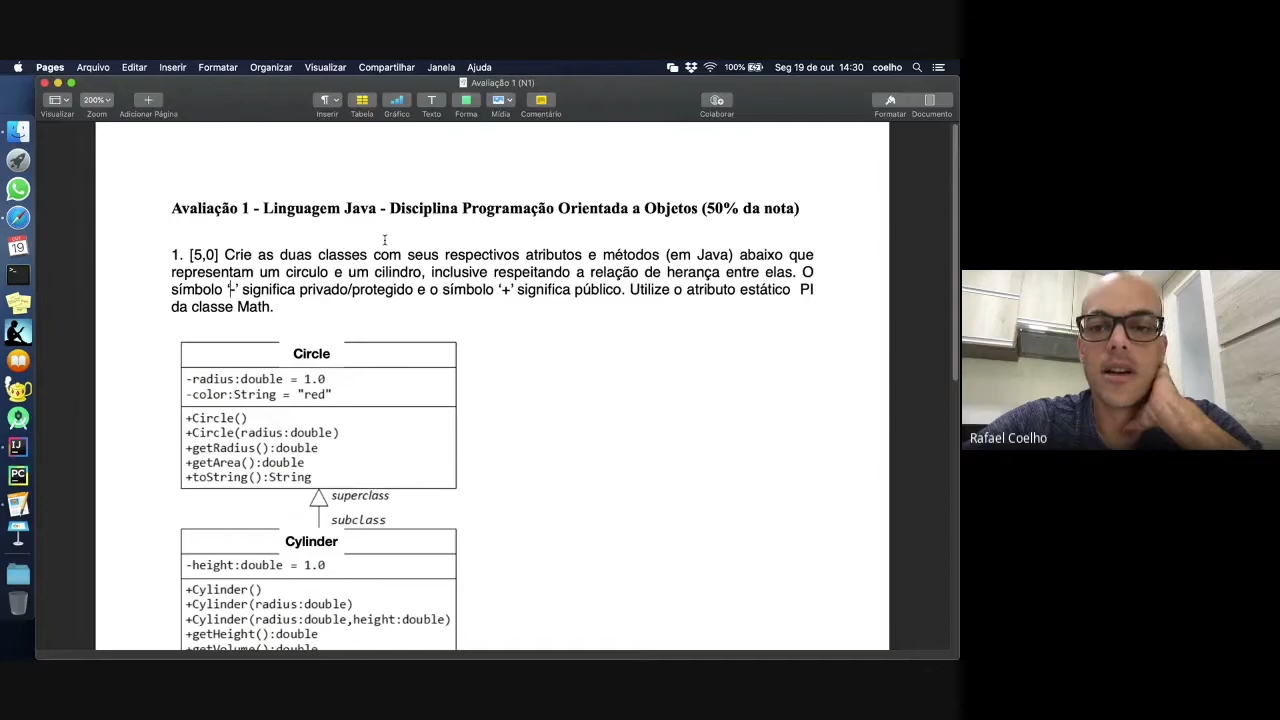 Pages Arquivo Editar Inserir Formatar Organizar Visualizar Compartilhar Janela Ajuda 100% Seg 19 de out 14:30 coelho
Avaliação 1 (N1)
200%
Visualizar Zoom Adicionar Página Inserir Tabela Gráfico Texto Forma Mídia Comentário Colaborar Formatar Documento
Avaliação 1 - Linguagem Java - Disciplina Programação Orientada a Objetos (50% da nota)
1. [5,0] Crie as duas classes com seus respectivos atributos e métodos (em Java) abaixo que
representam um circulo e um cilindro, inclusive respeitando a relação de herança entre elas. O
símbolo ‘-’ significa privado/protegido e o símbolo ‘+’ significa público. Utilize o atributo estático PI
da classe Math.
Circle
-radius:double = 1.0
-color:String = "red"
+Circle()
+Circle(radius:double)
+getRadius():double
+getArea():double
+toString():String
superclass
subclass
Cylinder
-height:double = 1.0
+Cylinder()
+Cylinder(radius:double)
+Cylinder(radius:double,height:double)
+getHeight():double
+getVolume():double
19
IJ
PC
Rafael Coelho